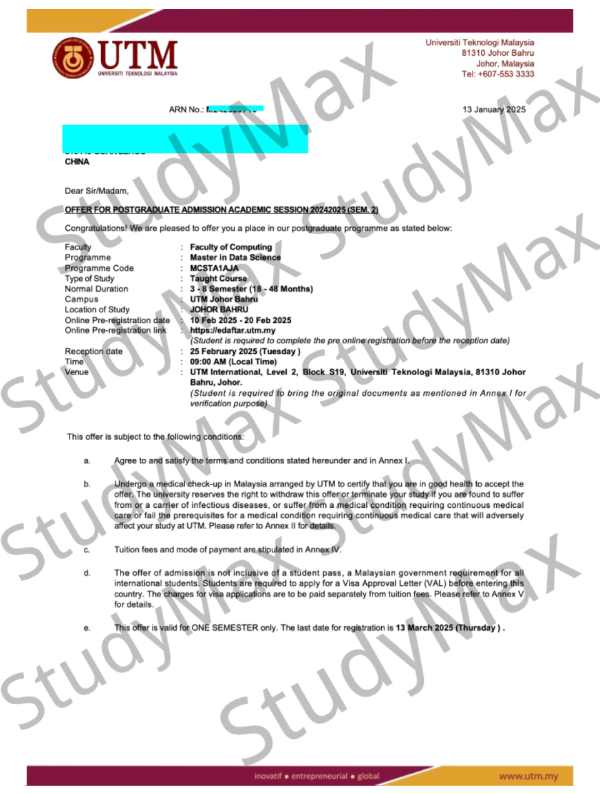 UTM
UNIVERSITI TEKNOLOGI MALAYSIA
Universiti Teknologi Malaysia
81310 Johor Bahru
Johor, Malaysia
Tel: +607-553 3333
ARN No.:
13 January 2025
CHINA
Dear Sir/Madam,
OFFER FOR POSTGRADUATE ADMISSION ACADEMIC SESSION 20242025 (SEM. 2)
Congratulations! We are pleased to offer you a place in our postgraduate programme as stated below:
Faculty : Faculty of Computing
Programme : Master in Data Science
Programme Code : MCSTA1AJA
Type of Study : Taught Course
Normal Duration : 3 - 8 Semester (18 - 48 Months)
Campus : UTM Johor Bahru
Location of Study : JOHOR BAHRU
Online Pre-registration date : 10 Feb 2025 - 20 Feb 2025
Online Pre-registration link : https://edaftar.utm.my
(Student is required to complete the pre online registration before the reception date)
Reception date : 25 February 2025 (Tuesday )
Time : 09:00 AM (Local Time)
Venue : UTM International, Level 2, Block S19, Universiti Teknologi Malaysia, 81310 Johor
Bahru, Johor.
(Student is required to bring the original documents as mentioned in Annex I for
verification purpose)
This offer is subject to the following conditions:
a. Agree to and satisfy the terms and conditions stated hereunder and in Annex I.
b. Undergo a medical check-up in Malaysia arranged by UTM to certify that you are in good health to accept the
offer. The university reserves the right to withdraw this offer or terminate your study if you are found to suffer
from or a carrier of infectious diseases, or suffer from a medical condition requiring continuous medical
care or fail the prerequisites for a medical condition requiring continuous medical care that will adversely
affect your study at UTM. Please refer to Annex II for details.
c. Tuition fees and mode of payment are stipulated in Annex IV.
d. The offer of admission is not inclusive of a student pass, a Malaysian government requirement for all
international students. Students are required to apply for a Visa Approval Letter (VAL) before entering this
country. The charges for visa applications are to be paid separately from tuition fees. Please refer to Annex V
for details.
e. This offer is valid for ONE SEMESTER only. The last date for registration is 13 March 2025 (Thursday ) .
inovatif ● entrepreneurial ● global
www.utm.my
StudyMax
StudyMax
StudyMax
StudyMax
StudyMax
StudyMax
StudyMax
StudyMax